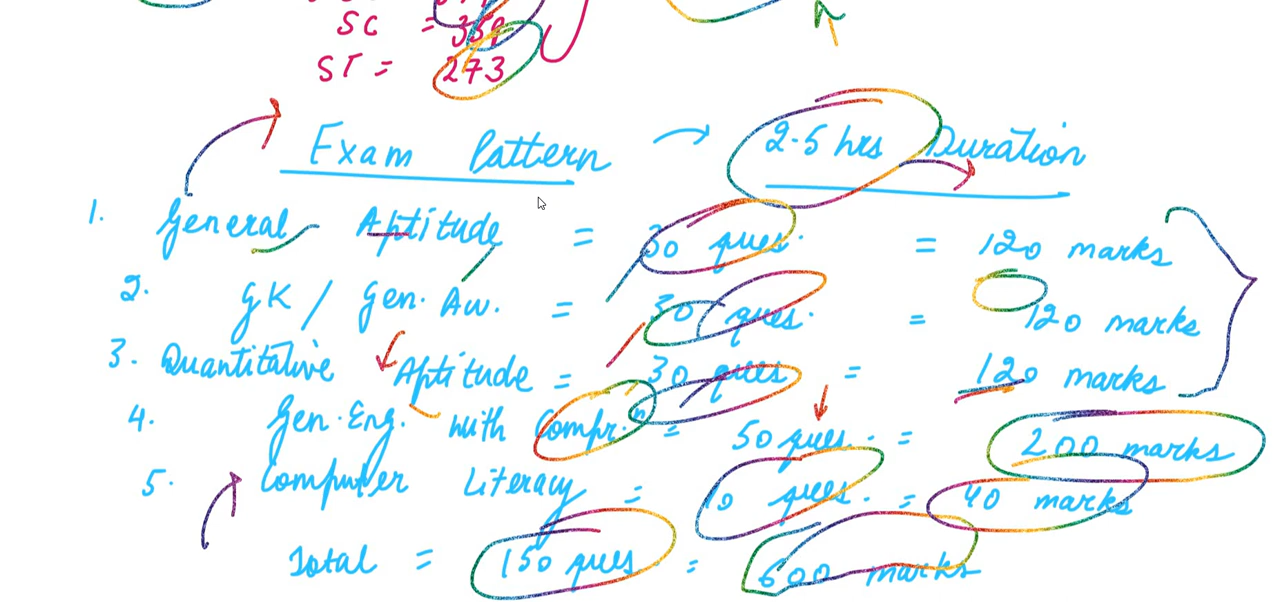 SC = 359
ST = 273
Exam Pattern → 2.5 hrs Duration
1. General Aptitude = 30 ques. = 120 marks
2. GK / Gen. Aw. = 30 ques. = 120 marks
3. Quantitative Aptitude = 30 ques = 120 marks
4. Gen. Eng. with Compr.n = 50 ques. = 200 marks
5. Computer Literacy = 10 ques. = 40 marks
Total = 150 ques = 600 marks